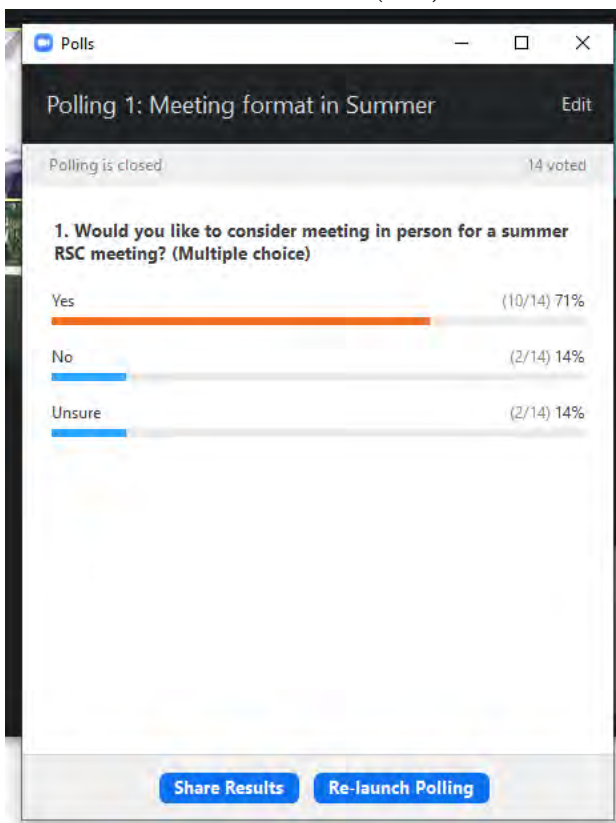 Polls
Polling 1: Meeting format in Summer Edit
Polling is closed 14 voted
1. Would you like to consider meeting in person for a summer
RSC meeting? (Multiple choice)
Yes (10/14) 71%
No (2/14) 14%
Unsure (2/14) 14%
Share Results Re-launch Polling